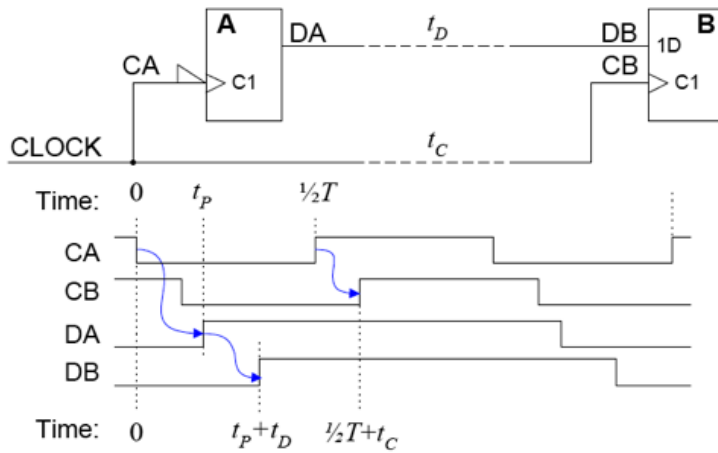 A B
DA t_D DB 1D
CA CB
C1 C1
CLOCK t_C
Time: 0 t_P ½T
CA
CB
DA
DB
Time: 0 t_P+t_D ½T+t_C